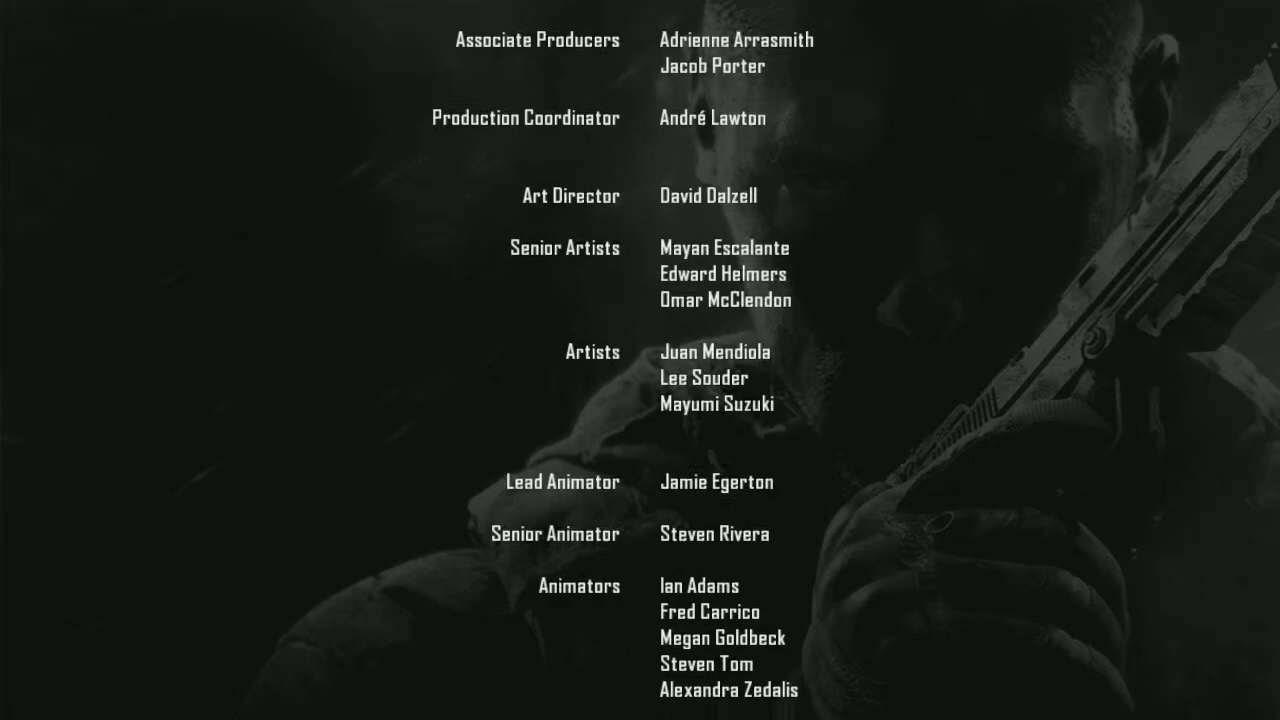 Associate Producers Adrienne Arrasmith
Jacob Porter
Production Coordinator André Lawton
Art Director David Dalzell
Senior Artists Mayan Escalante
Edward Helmers
Omar McClendon
Artists Juan Mendiola
Lee Souder
Mayumi Suzuki
Lead Animator Jamie Egerton
Senior Animator Steven Rivera
Animators Ian Adams
Fred Carrico
Megan Goldbeck
Steven Tom
Alexandra Zedalis